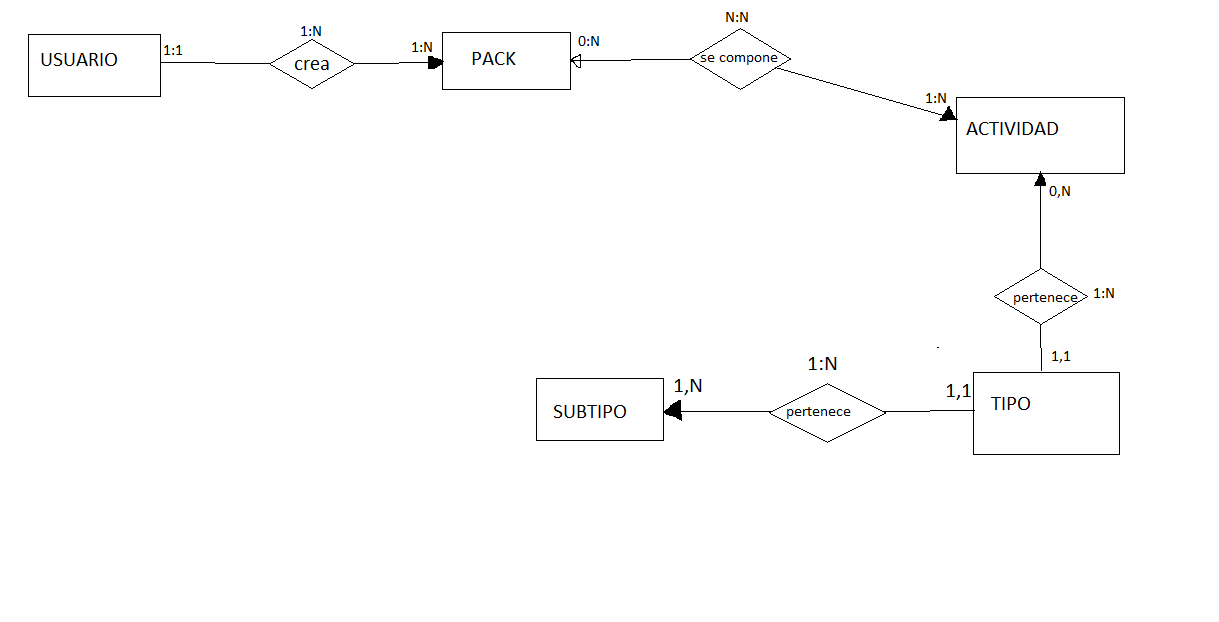 USUARIO
1:1
1:N
crea
1:N
PACK
0:N
N:N
se compone
1:N
ACTIVIDAD
0,N
pertenece
1:N
1,1
TIPO
1,1
1:N
pertenece
1,N
SUBTIPO